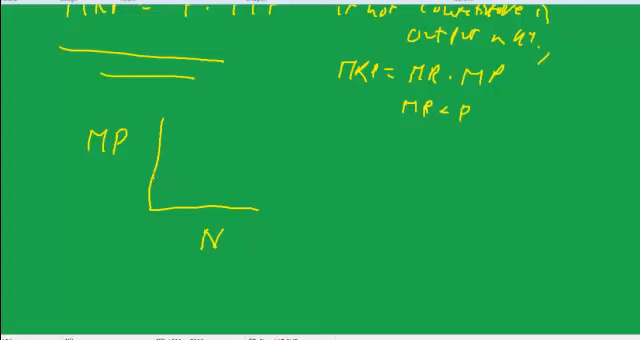 MRP = P . MP
if not competitive in
output mkt,
MRP = MR . MP
MR < P
MP
N